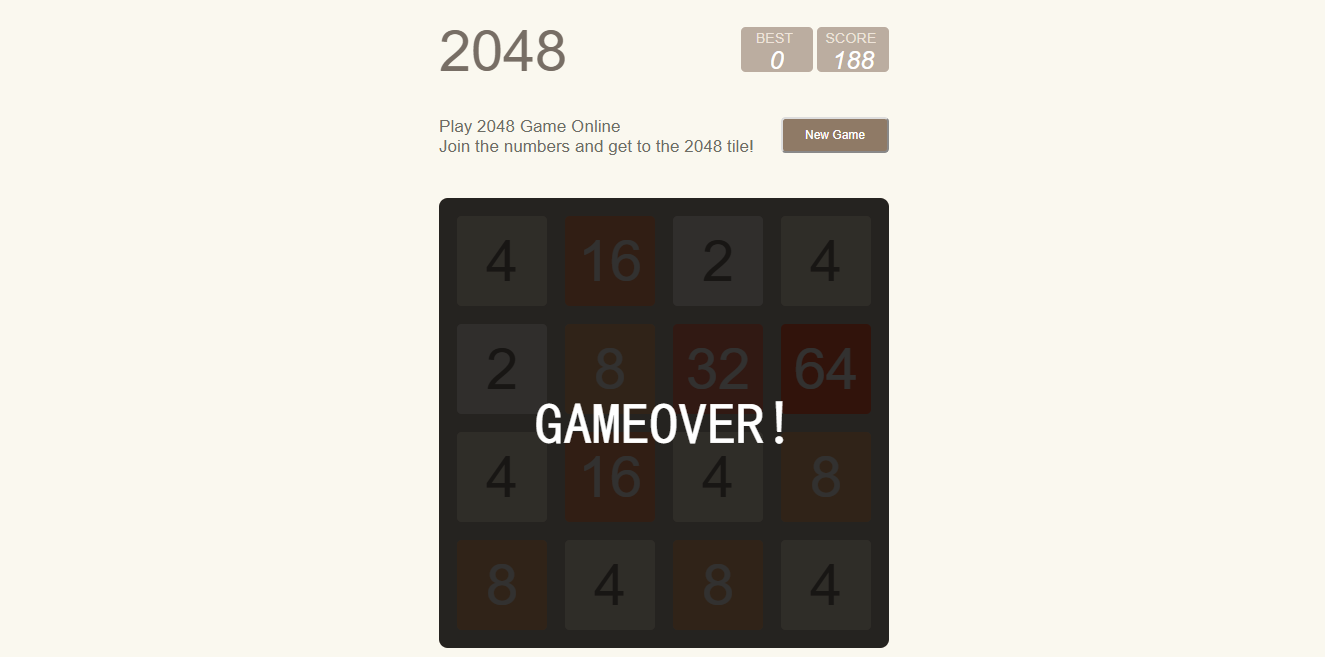 2048
BEST
0
SCORE
188
Play 2048 Game Online
Join the numbers and get to the 2048 tile!
New Game
4 16 2 4
2 8 32 64
GAMEOVER!
4 16 4 8
8 4 8 4